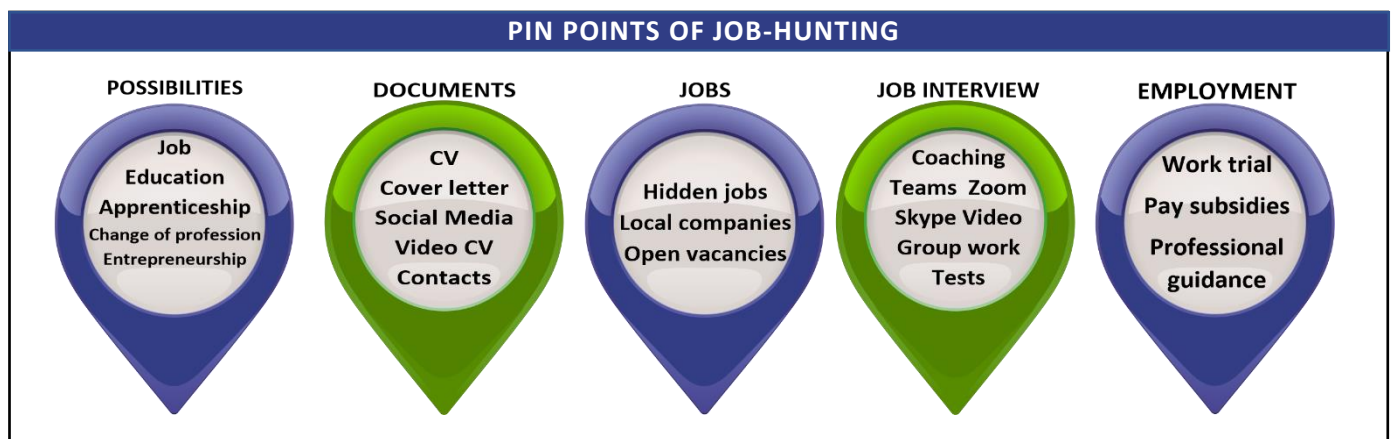 PIN POINTS OF JOB-HUNTING
POSSIBILITIES
Job
Education
Apprenticeship
Change of profession
Entrepreneurship
DOCUMENTS
CV
Cover letter
Social Media
Video CV
Contacts
JOBS
Hidden jobs
Local companies
Open vacancies
JOB INTERVIEW
Coaching
Teams Zoom
Skype Video
Group work
Tests
EMPLOYMENT
Work trial
Pay subsidies
Professional
guidance